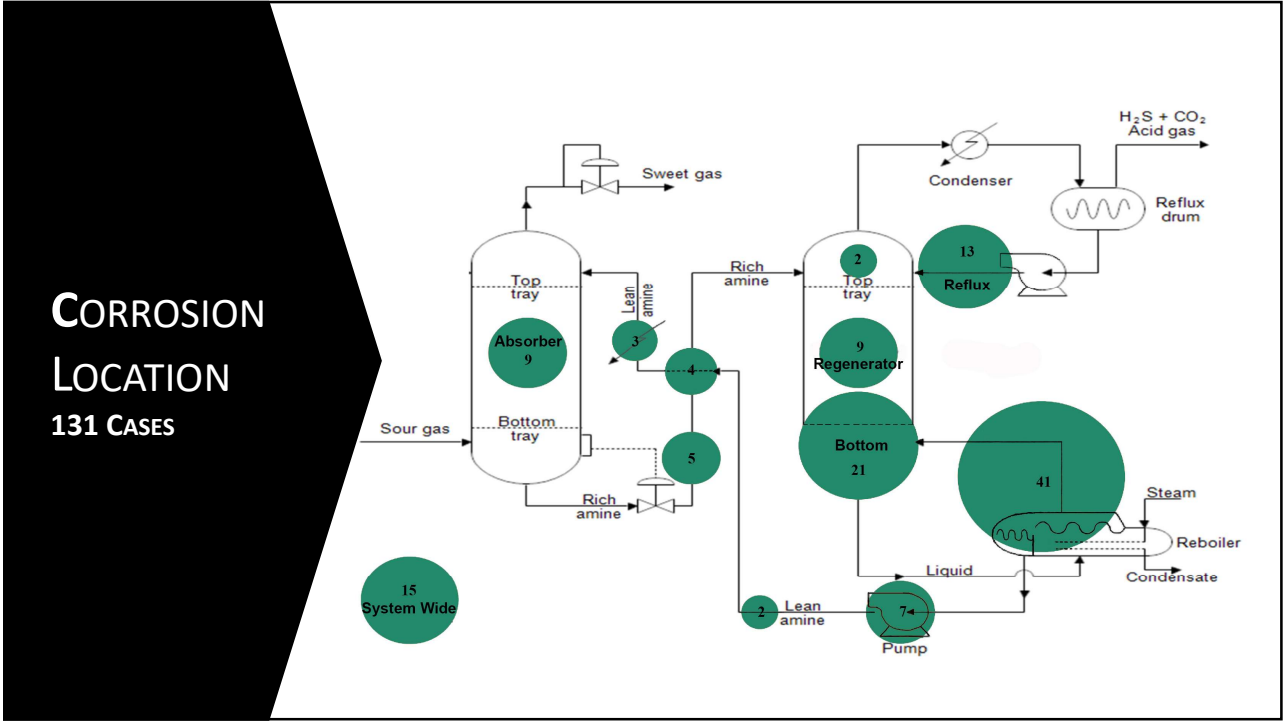 CORROSION
LOCATION
131 CASES
H₂S + CO₂
Acid gas
Sweet gas
Condenser
Reflux
drum
2
13
Rich
amine
Top
tray
Lean
amine
Top
tray
Reflux
3
Absorber
9
9
Regenerator
4
Sour gas
Bottom
tray
Bottom
21
5
41
Rich
amine
Steam
Reboiler
Liquid
Condensate
15
System Wide
2
Lean
amine
7
Pump